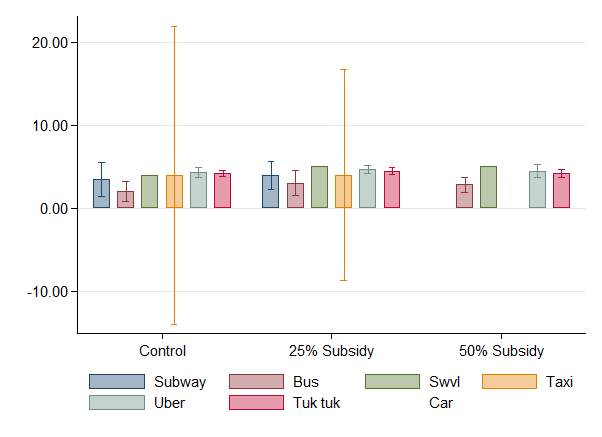 20.00
10.00
0.00
-10.00
Control 25% Subsidy 50% Subsidy
Subway Bus Swvl Taxi
Uber Tuk tuk Car